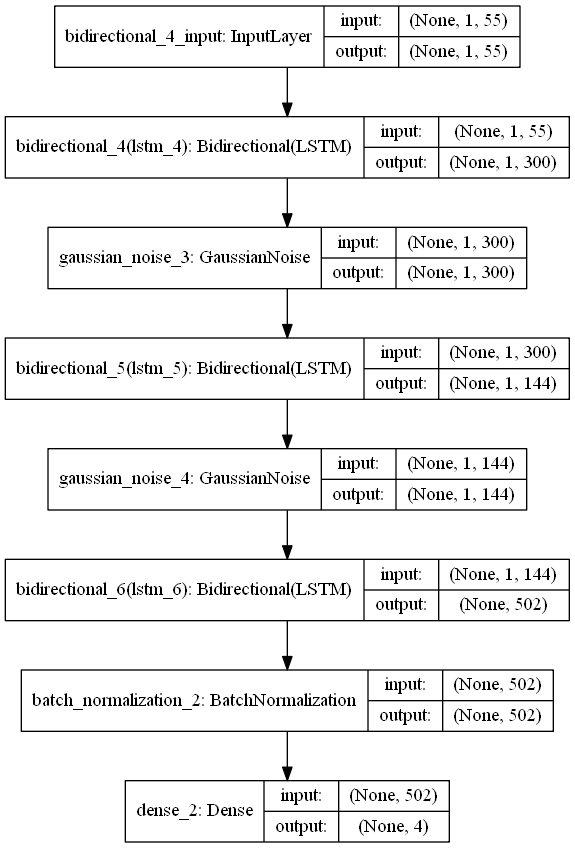 bidirectional_4_input: InputLayer input: (None, 1, 55)
output: (None, 1, 55)
bidirectional_4(lstm_4): Bidirectional(LSTM) input: (None, 1, 55)
output: (None, 1, 300)
gaussian_noise_3: GaussianNoise input: (None, 1, 300)
output: (None, 1, 300)
bidirectional_5(lstm_5): Bidirectional(LSTM) input: (None, 1, 300)
output: (None, 1, 144)
gaussian_noise_4: GaussianNoise input: (None, 1, 144)
output: (None, 1, 144)
bidirectional_6(lstm_6): Bidirectional(LSTM) input: (None, 1, 144)
output: (None, 502)
batch_normalization_2: BatchNormalization input: (None, 502)
output: (None, 502)
dense_2: Dense input: (None, 502)
output: (None, 4)